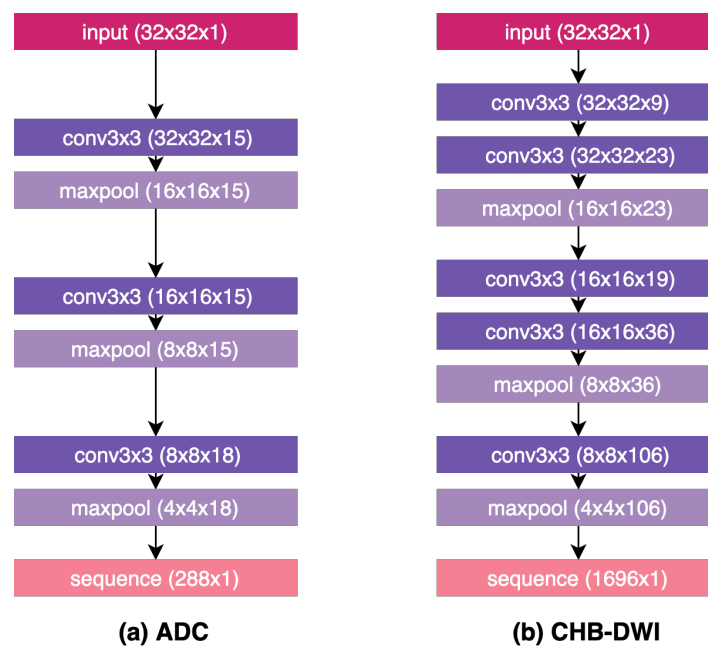 input (32x32x1)
conv3x3 (32x32x15)
maxpool (16x16x15)
conv3x3 (16x16x15)
maxpool (8x8x15)
conv3x3 (8x8x18)
maxpool (4x4x18)
sequence (288x1)
(a) ADC
input (32x32x1)
conv3x3 (32x32x9)
conv3x3 (32x32x23)
maxpool (16x16x23)
conv3x3 (16x16x19)
conv3x3 (16x16x36)
maxpool (8x8x36)
conv3x3 (8x8x106)
maxpool (4x4x106)
sequence (1696x1)
(b) CHB-DWI